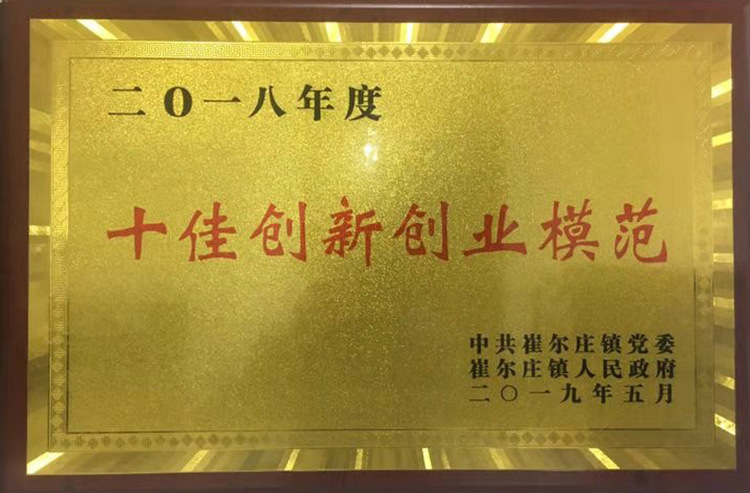 二0一八年度
十佳创新创业模范
中共崔尔庄镇党委
崔尔庄镇人民政府
二〇一九年五月